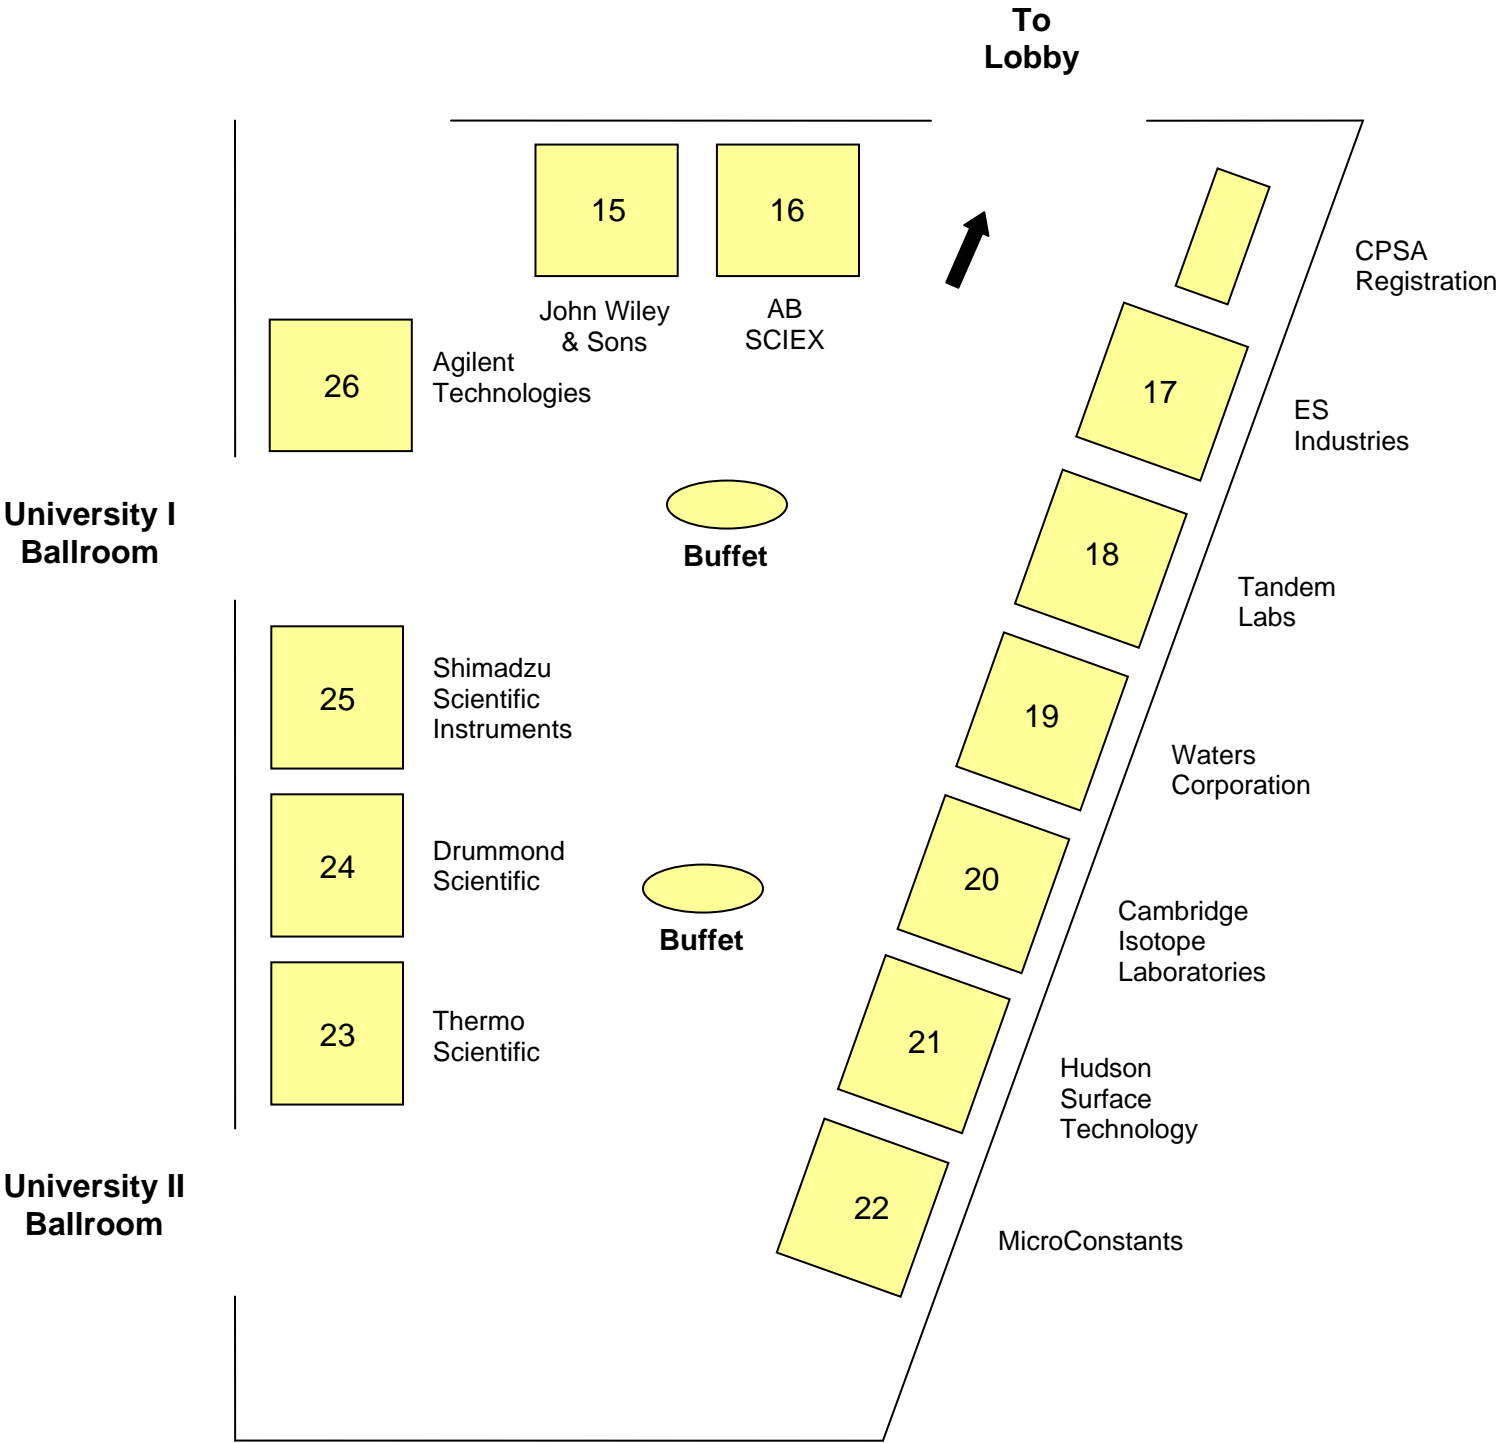 To
Lobby
15
16
John Wiley
& Sons
AB
SCIEX
CPSA
Registration
26
Agilent
Technologies
17
ES
Industries
University I
Ballroom
Buffet
18
Tandem
Labs
25
Shimadzu
Scientific
Instruments
19
Waters
Corporation
24
Drummond
Scientific
Buffet
20
Cambridge
Isotope
Laboratories
23
Thermo
Scientific
21
Hudson
Surface
Technology
University II
Ballroom
22
MicroConstants